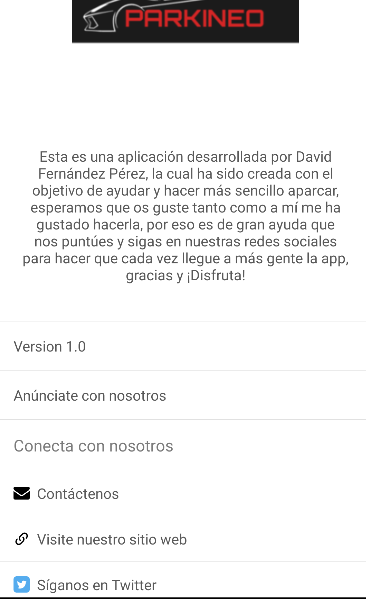 PARKINEO
Esta es una aplicación desarrollada por David
Fernández Pérez, la cual ha sido creada con el
objetivo de ayudar y hacer más sencillo aparcar,
esperamos que os guste tanto como a mí me ha
gustado hacerla, por eso es de gran ayuda que
nos puntúes y sigas en nuestras redes sociales
para hacer que cada vez llegue a más gente la app,
gracias y ¡Disfruta!
Version 1.0
Anúnciate con nosotros
Conecta con nosotros
Contáctenos
Visite nuestro sitio web
Síganos en Twitter